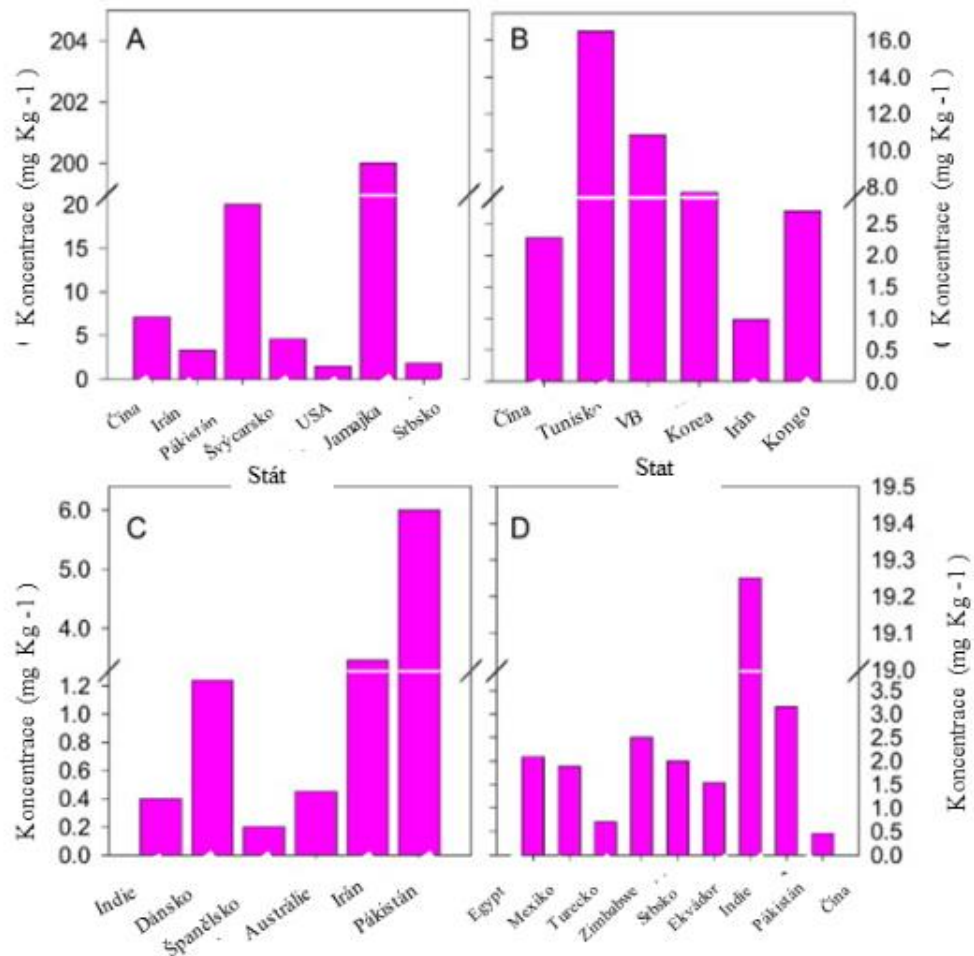 A
204
202
200
20
15
10
5
0
( Koncentrace (mg Kg -1 )
Čína
Irán
Pákistán
Švýcarsko
USA
Jamajka
Srbsko
Stát
B
16.0
14.0
12.0
10.0
8.0
2.5
2.0
1.5
1.0
0.5
0.0
( Koncentrace (mg Kg -1 )
Čína
Tunisko
VB
Korea
Irán
Kongo
Stat
C
6.0
5.0
4.0
1.2
1.0
0.8
0.6
0.4
0.2
0.0
Koncentrace (mg Kg -1 )
Indie
Dánsko
Špančlsko
Austrálie
Irán
Pákistán
D
19.5
19.4
19.3
19.2
19.1
19.0
3.5
3.0
2.5
2.0
1.5
1.0
0.5
0.0
Koncentrace (mg Kg -1 )
Egypt
Mexiko
Turecko
Zimbabwe
Srbsko
Ekvádor
Indie
Pákistán
Čína